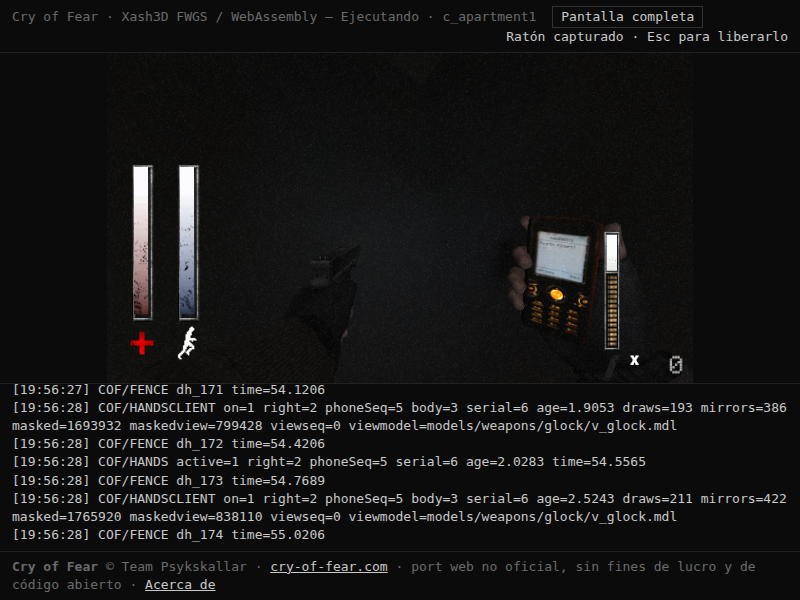 Cry of Fear · Xash3D FWGS / WebAssembly — Ejecutando · c_apartment1 Pantalla completa
Ratón capturado · Esc para liberarlo
x 0
[19:56:27] COF/FENCE dh_171 time=54.1206
[19:56:28] COF/HANDSCLIENT on=1 right=2 phoneSeq=5 body=3 serial=6 age=1.9053 draws=193 mirrors=386
masked=1693932 maskedview=799428 viewseq=0 viewmodel=models/weapons/glock/v_glock.mdl
[19:56:28] COF/FENCE dh_172 time=54.4206
[19:56:28] COF/HANDS active=1 right=2 phoneSeq=5 serial=6 age=2.0283 time=54.5565
[19:56:28] COF/FENCE dh_173 time=54.7689
[19:56:28] COF/HANDSCLIENT on=1 right=2 phoneSeq=5 body=3 serial=6 age=2.5243 draws=211 mirrors=422
masked=1765920 maskedview=838110 viewseq=0 viewmodel=models/weapons/glock/v_glock.mdl
[19:56:28] COF/FENCE dh_174 time=55.0206
Cry of Fear © Team Psykskallar · cry-of-fear.com · port web no oficial, sin fines de lucro y de
código abierto · Acerca de